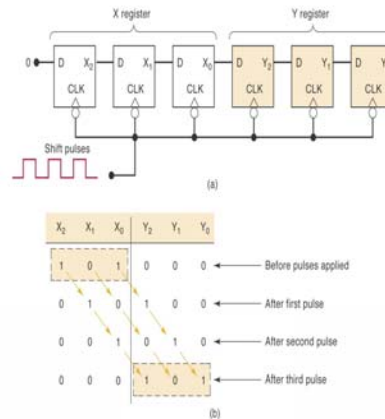 X register Y register
0 D X2 D X1 D X0 D Y2 D Y1 D Y
CLK CLK CLK CLK CLK CLK
Shift pulses
(a)
X2 X1 X0 Y2 Y1 Y0
1 0 1 0 0 0 Before pulses applied
0 1 0 1 0 0 After first pulse
0 0 1 0 1 0 After second pulse
0 0 0 1 0 1 After third pulse
(b)